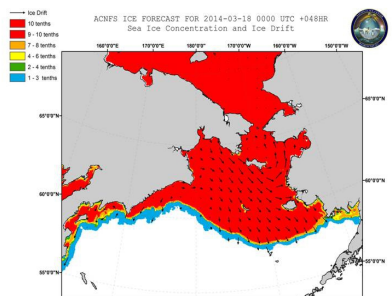 ACNFS ICE FORECAST FOR 2014-03-18 0000 UTC +048HR
Sea Ice Concentration and Ice Drift
Ice Drift
10 tenths
9 - 10 tenths
7 - 8 tenths
4 - 6 tenths
2 - 4 tenths
1 - 3 tenths
160°0'0"E 170°0'0"E 180°0'0" 170°0'0"W 160°0'0"W 150°0'0"W
65°0'0"N 65°0'0"N
60°0'0"N 60°0'0"N
55°0'0"N 55°0'0"N